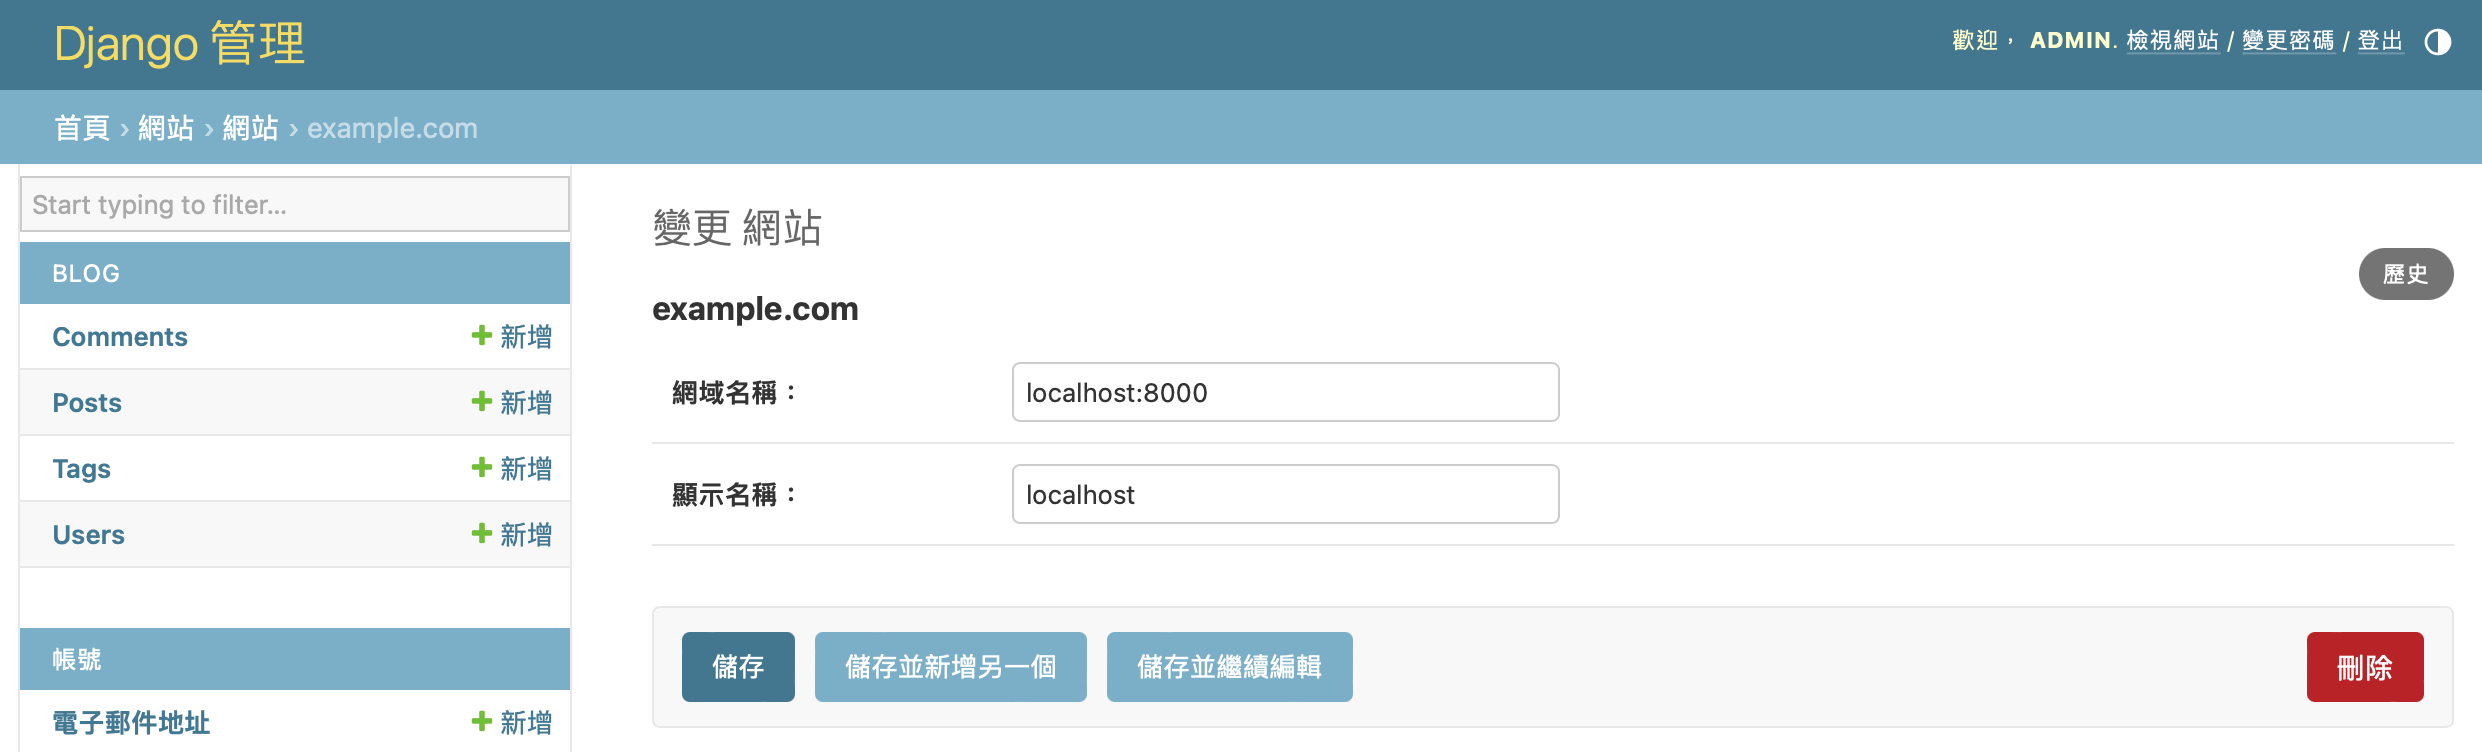 Django 管理
歡迎， ADMIN. 檢視網站 / 變更密碼 / 登出
首頁 › 網站 › 網站 › example.com
Start typing to filter...
BLOG
Comments
新增
Posts
新增
Tags
新增
Users
新增
帳號
電子郵件地址
新增
變更 網站
歷史
example.com
網域名稱：
localhost:8000
顯示名稱：
localhost
儲存
儲存並新增另一個
儲存並繼續編輯
刪除